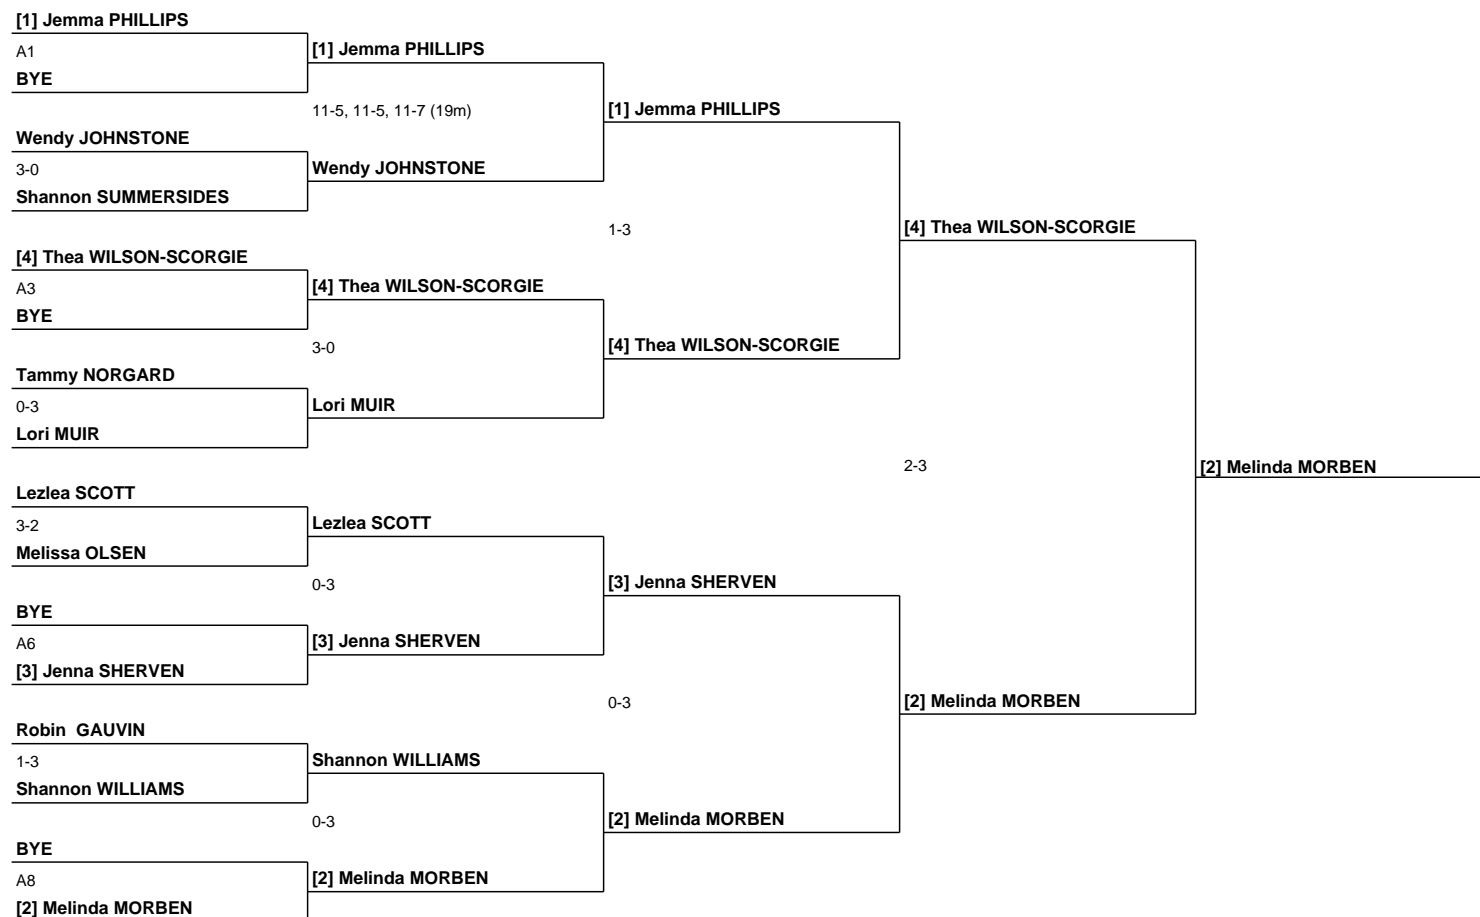 [1] Jemma PHILLIPS
A1
BYE
Wendy JOHNSTONE
3-0
Shannon SUMMERSIDES
[4] Thea WILSON-SCORGIE
A3
BYE
Tammy NORGARD
0-3
Lori MUIR
Lezlea SCOTT
3-2
Melissa OLSEN
BYE
A6
[3] Jenna SHERVEN
Robin  GAUVIN
1-3
Shannon WILLIAMS
BYE
A8
[2] Melinda MORBEN
[1] Jemma PHILLIPS
11-5, 11-5, 11-7 (19m)
Wendy JOHNSTONE
[4] Thea WILSON-SCORGIE
3-0
Lori MUIR
Lezlea SCOTT
0-3
[3] Jenna SHERVEN
Shannon WILLIAMS
0-3
[2] Melinda MORBEN
[1] Jemma PHILLIPS
1-3
[4] Thea WILSON-SCORGIE
[3] Jenna SHERVEN
0-3
[2] Melinda MORBEN
[4] Thea WILSON-SCORGIE
2-3
[2] Melinda MORBEN
[2] Melinda MORBEN